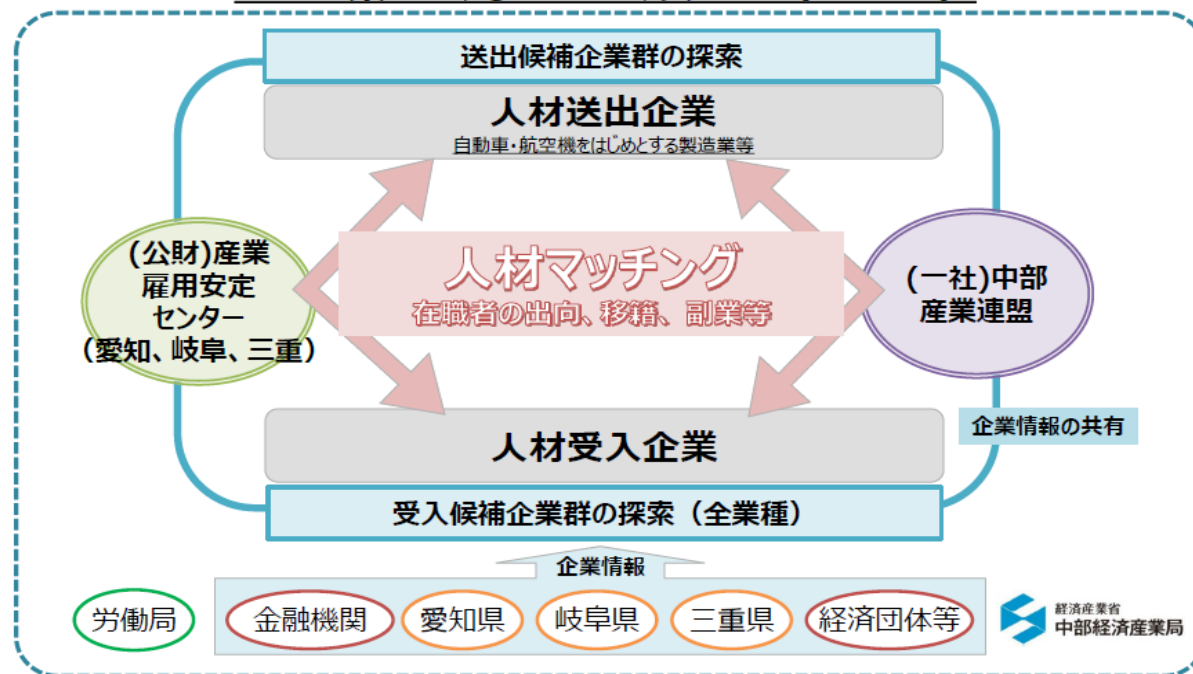 送出候補企業群の探索
人材送出企業
自動車・航空機をはじめとする製造業等
(公財)産業
雇用安定
センター
（愛知、岐阜、三重）
人材マッチング
在職者の出向、移籍、副業等
(一社)中部
産業連盟
人材受入企業
企業情報の共有
受入候補企業群の探索（全業種）
企業情報
労働局
金融機関
愛知県
岐阜県
三重県
経済団体等
経済産業省
中部経済産業局